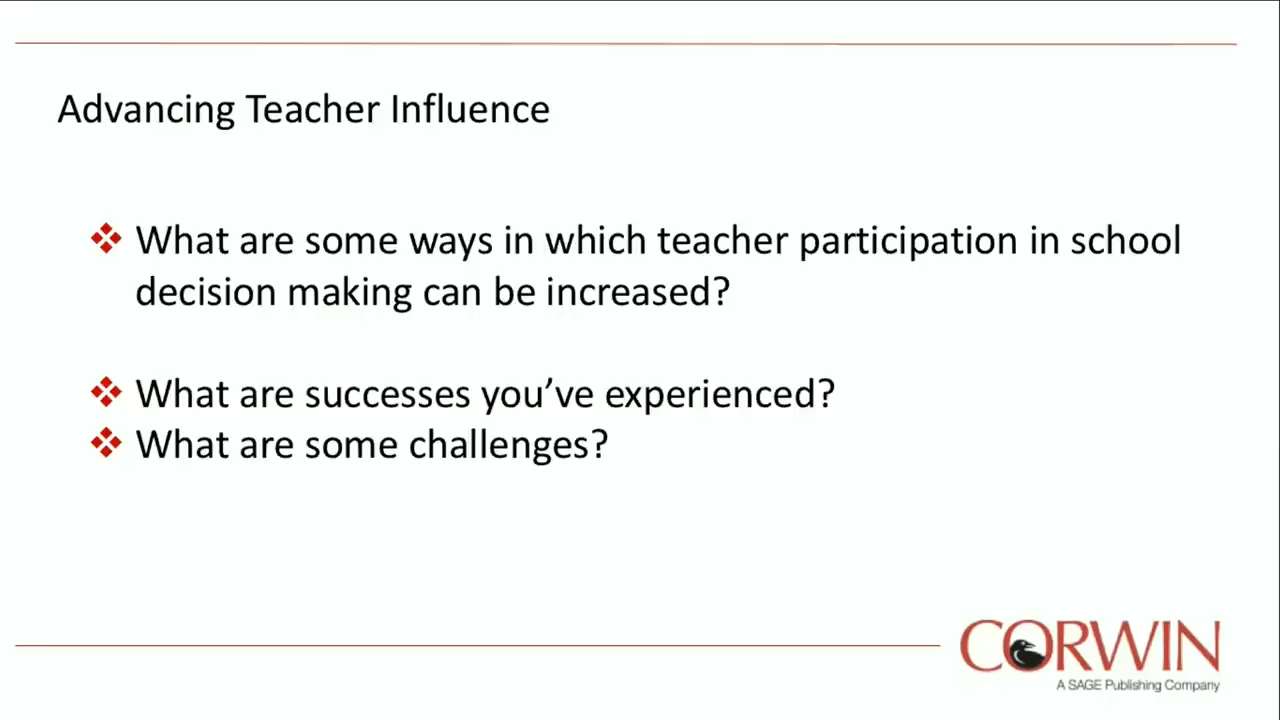 Advancing Teacher Influence
What are some ways in which teacher participation in school
decision making can be increased?
What are successes you’ve experienced?
What are some challenges?
CORWIN
A SAGE Publishing Company